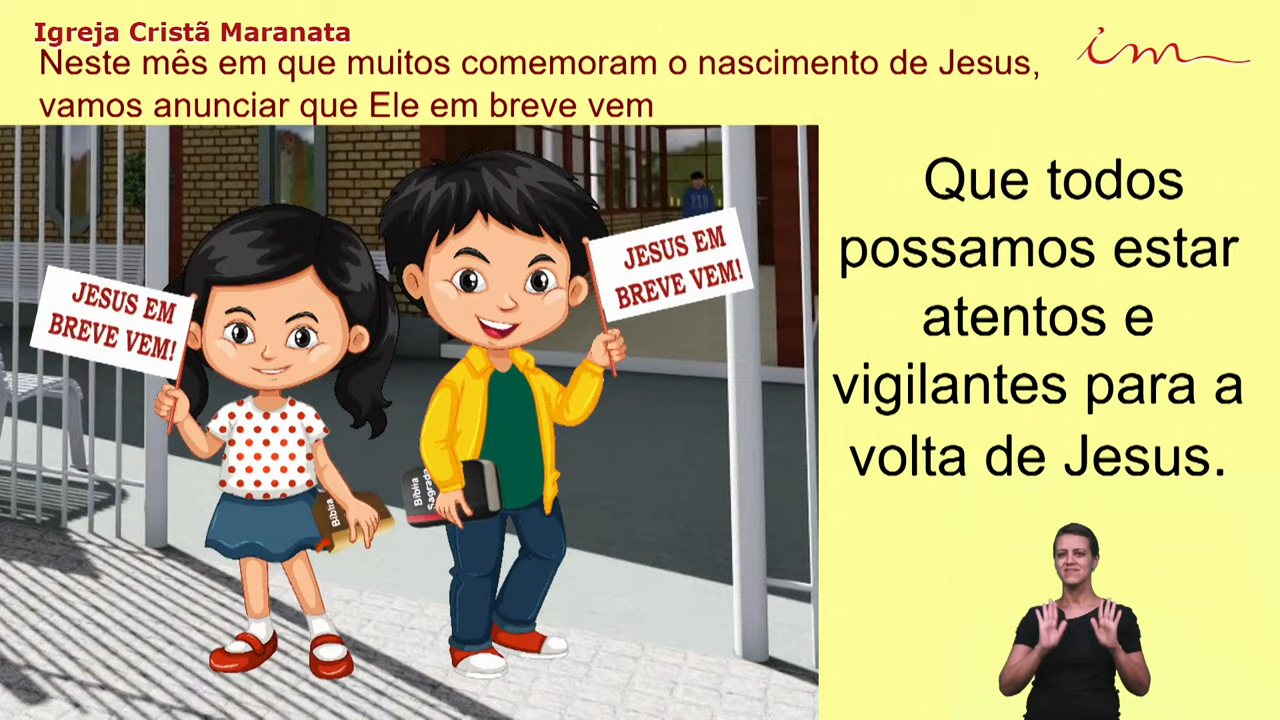 Igreja Cristã Maranata
Neste mês em que muitos comemoram o nascimento de Jesus,
vamos anunciar que Ele em breve vem
im
Que todos
possamos estar
atentos e
vigilantes para a
volta de Jesus.
JESUS EM
BREVE VEM!
JESUS EM
BREVE VEM!
Bíblia
Bíblia
Sagrada